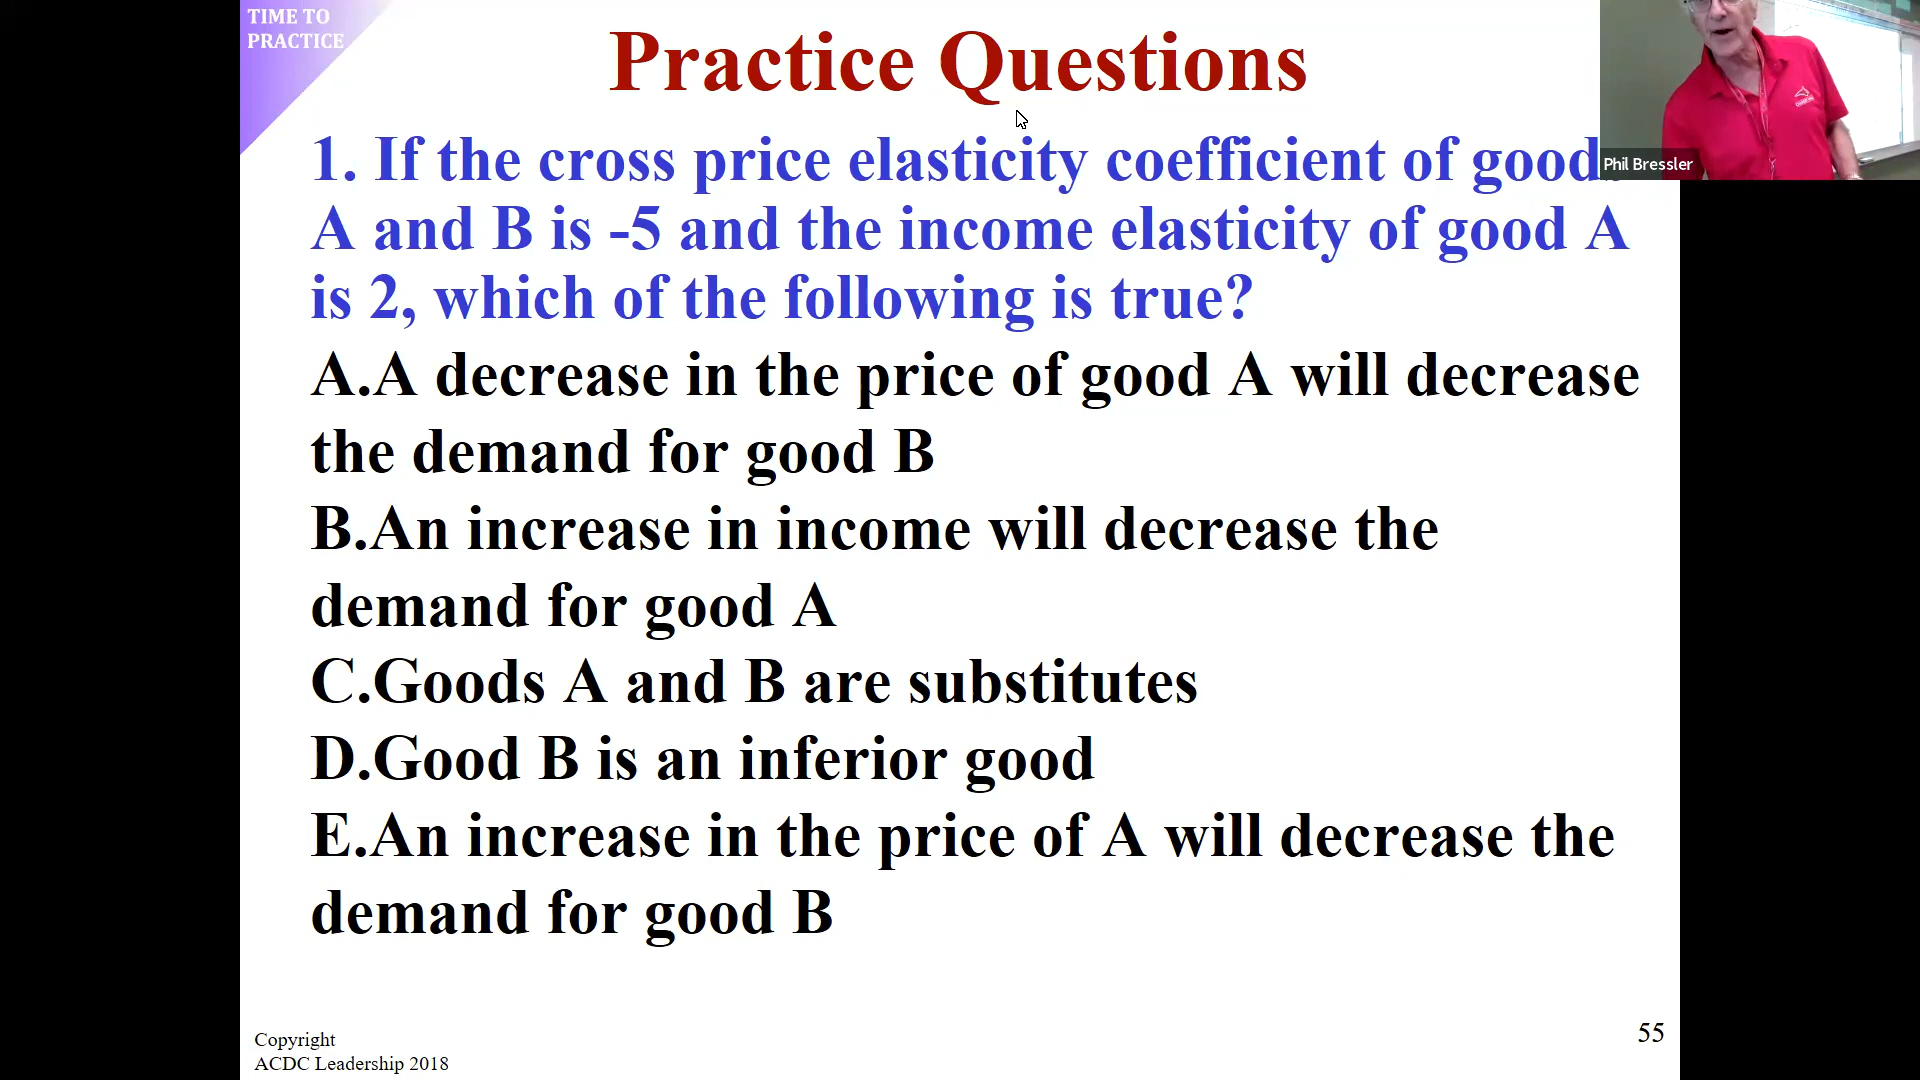 TIME TO
PRACTICE
Practice Questions
1. If the cross price elasticity coefficient of good
A and B is -5 and the income elasticity of good A
is 2, which of the following is true?
A.A decrease in the price of good A will decrease
the demand for good B
B.An increase in income will decrease the
demand for good A
C.Goods A and B are substitutes
D.Good B is an inferior good
E.An increase in the price of A will decrease the
demand for good B
Phil Bressler
Copyright
ACDC Leadership 2018
55